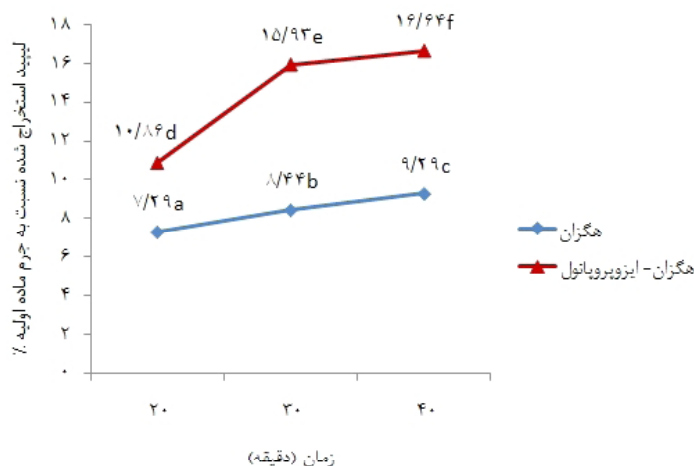 لیپید استخراج شده نسبت به جرم ماده اولیه %
۱۸
۱۶
۱۴
۱۲
۱۰
۸
۶
۴
۲
۰
۱۰/۸۶d
۱۵/۹۳e
۱۶/۶۴f
۷/۲۹a
۸/۴۴b
۹/۲۹c
۲۰
۳۰
۴۰
زمان (دقیقه)
هگزان
هگزان- ایزوپروپانول